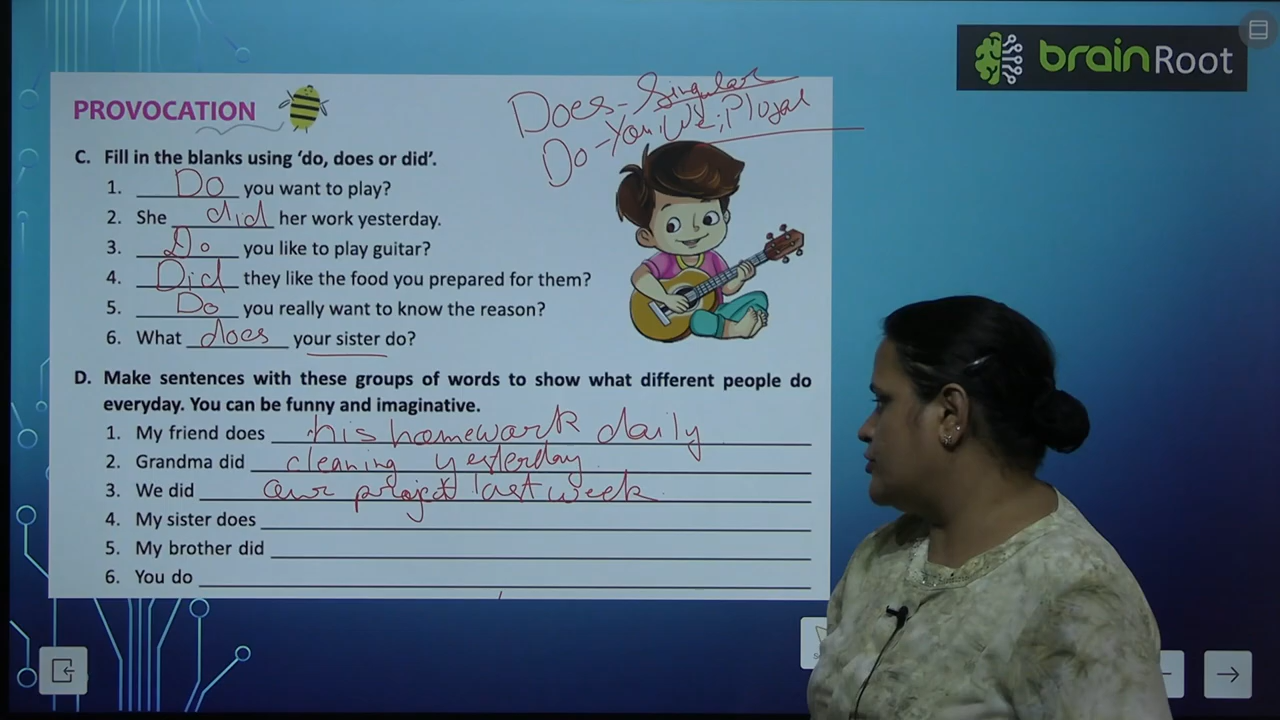 brainRoot
Does - Singular
Do - You, We, Plural
PROVOCATION
C. Fill in the blanks using ‘do, does or did’.
1. Do you want to play?
2. She did her work yesterday.
3. Do you like to play guitar?
4. Did they like the food you prepared for them?
5. Do you really want to know the reason?
6. What does your sister do?
D. Make sentences with these groups of words to show what different people do
everyday. You can be funny and imaginative.
1. My friend does his homework daily
2. Grandma did cleaning yesterday
3. We did our project last week
4. My sister does
5. My brother did
6. You do